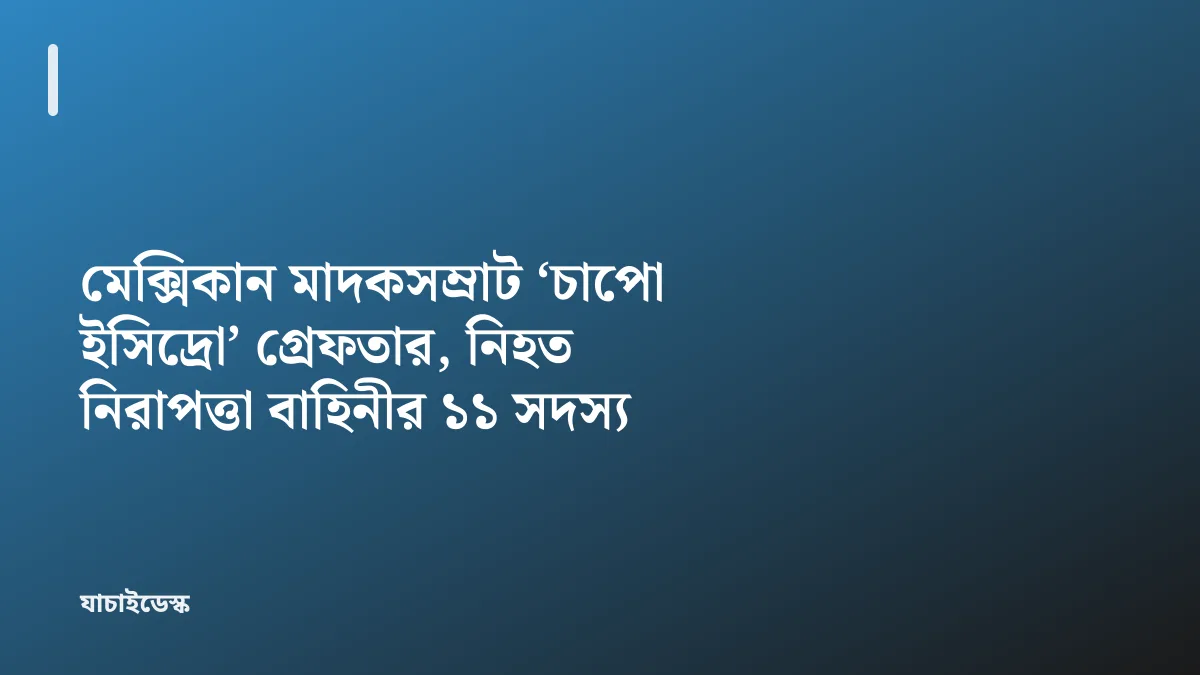 মেক্সিকান মাদকসম্রাট ‘চাপো
ইসিদ্রো’ গ্রেফতার, নিহত
নিরাপত্তা বাহিনীর ১১ সদস্য
যাচাইডেস্ক